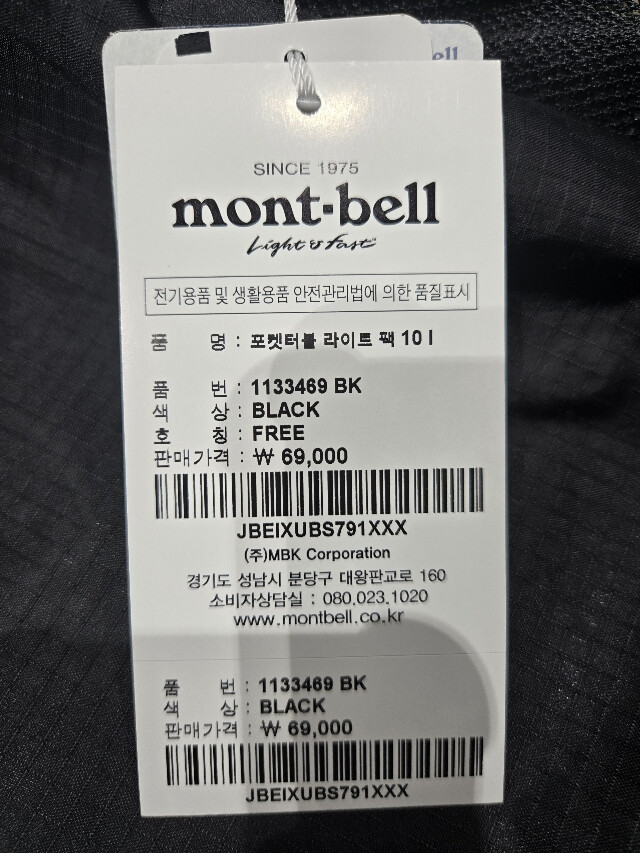 ell
SINCE 1975
mont-bell
Light & Fast
전기용품 및 생활용품 안전관리법에 의한 품질표시
품 명 : 포켓터블 라이트 팩 10 l
품 번 : 1133469 BK
색 상 : BLACK
호 칭 : FREE
판매가격 : ₩ 69,000
JBEIXUBS791XXX
(주)MBK Corporation
경기도 성남시 분당구 대왕판교로 160
소비자상담실 : 080.023.1020
www.montbell.co.kr
품 번 : 1133469 BK
색 상 : BLACK
판매가격 : ₩ 69,000
JBEIXUBS791XXX